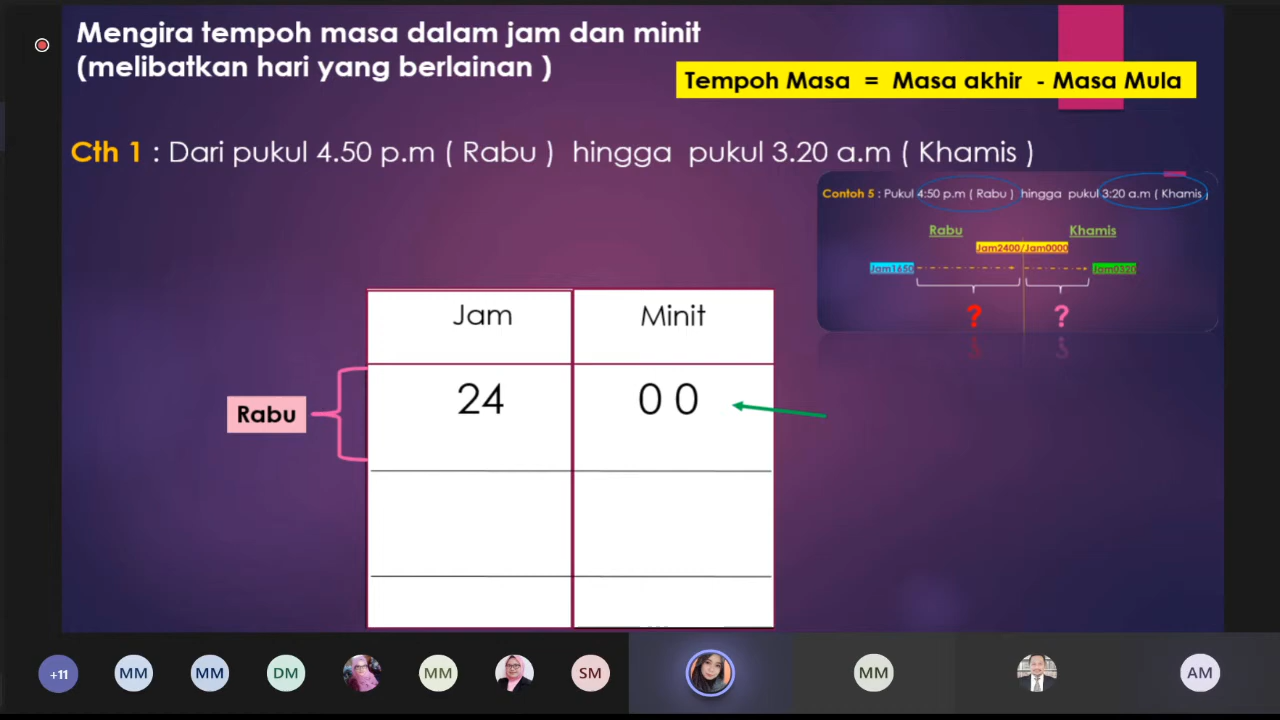 Mengira tempoh masa dalam jam dan minit
(melibatkan hari yang berlainan )
Tempoh Masa = Masa akhir - Masa Mula
Cth 1 : Dari pukul 4.50 p.m ( Rabu ) hingga pukul 3.20 a.m ( Khamis )
Contoh 5 : Pukul 4:50 p.m ( Rabu ) hingga pukul 3:20 a.m ( Khamis )
Rabu Khamis
Jam2400/Jam0000
Jam1650 Jam0320
? ?
Jam Minit
Rabu 24 0 0
+11 MM MM DM MM SM MM AM